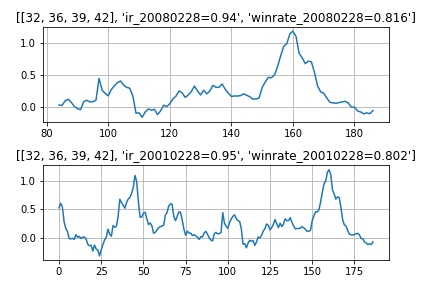 [[32, 36, 39, 42], 'ir_20080228=0.94', 'winrate_20080228=0.816']
1.0
0.5
0.0
80 100 120 140 160 180
[[32, 36, 39, 42], 'ir_20010228=0.95', 'winrate_20010228=0.802']
1.0
0.5
0.0
0 25 50 75 100 125 150 175